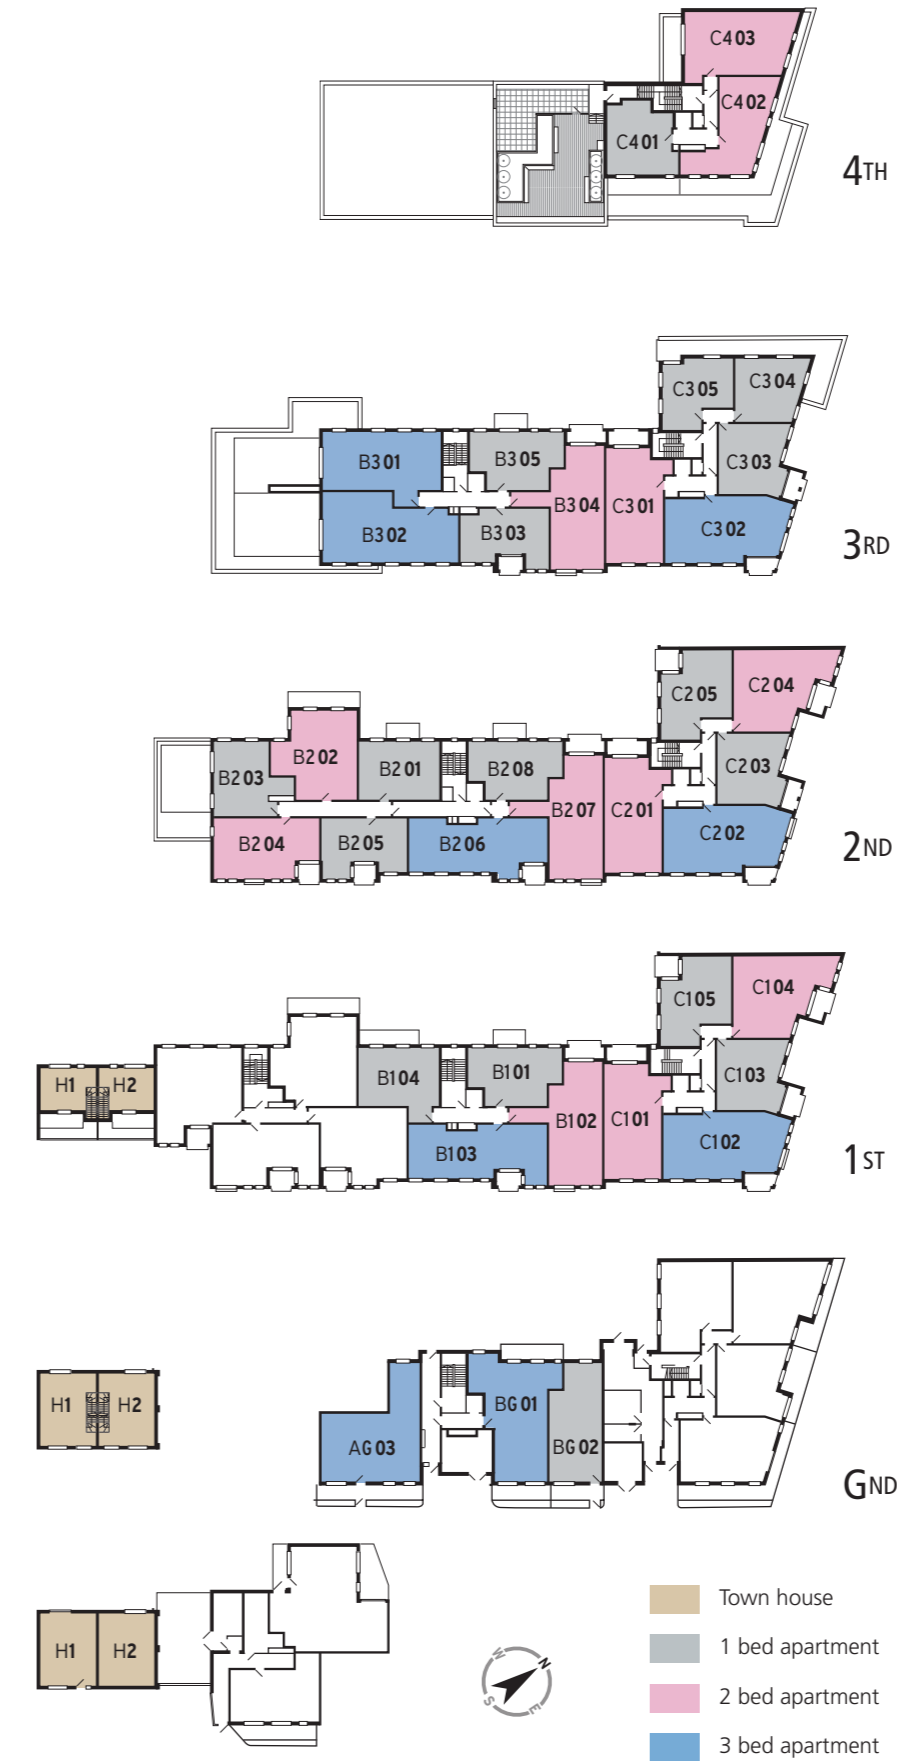 C403
C402
C401
4TH
C305
C304
B301
B305
C303
B304
C301
B302
B303
C302
3RD
C205
C204
B202
B203
B201
B208
C203
B207
C201
B204
B205
B206
C202
2ND
C105
C104
H1
H2
B104
B101
C103
B102
C101
B103
C102
1ST
H1
H2
BG01
AG03
BG02
GND
H1
H2
W
N
S
E
Town house
1 bed apartment
2 bed apartment
3 bed apartment